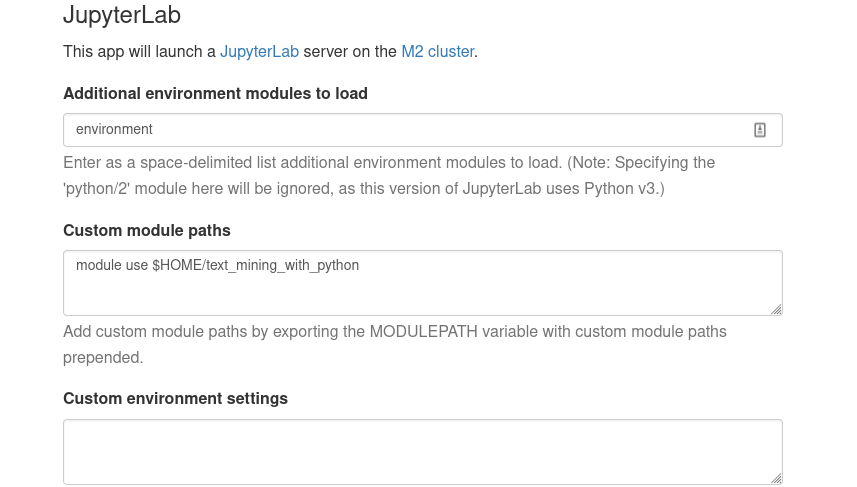 JupyterLab
This app will launch a JupyterLab server on the M2 cluster.
Additional environment modules to load
environment
Enter as a space-delimited list additional environment modules to load. (Note: Specifying the
'python/2' module here will be ignored, as this version of JupyterLab uses Python v3.)
Custom module paths
module use $HOME/text_mining_with_python
Add custom module paths by exporting the MODULEPATH variable with custom module paths
prepended.
Custom environment settings